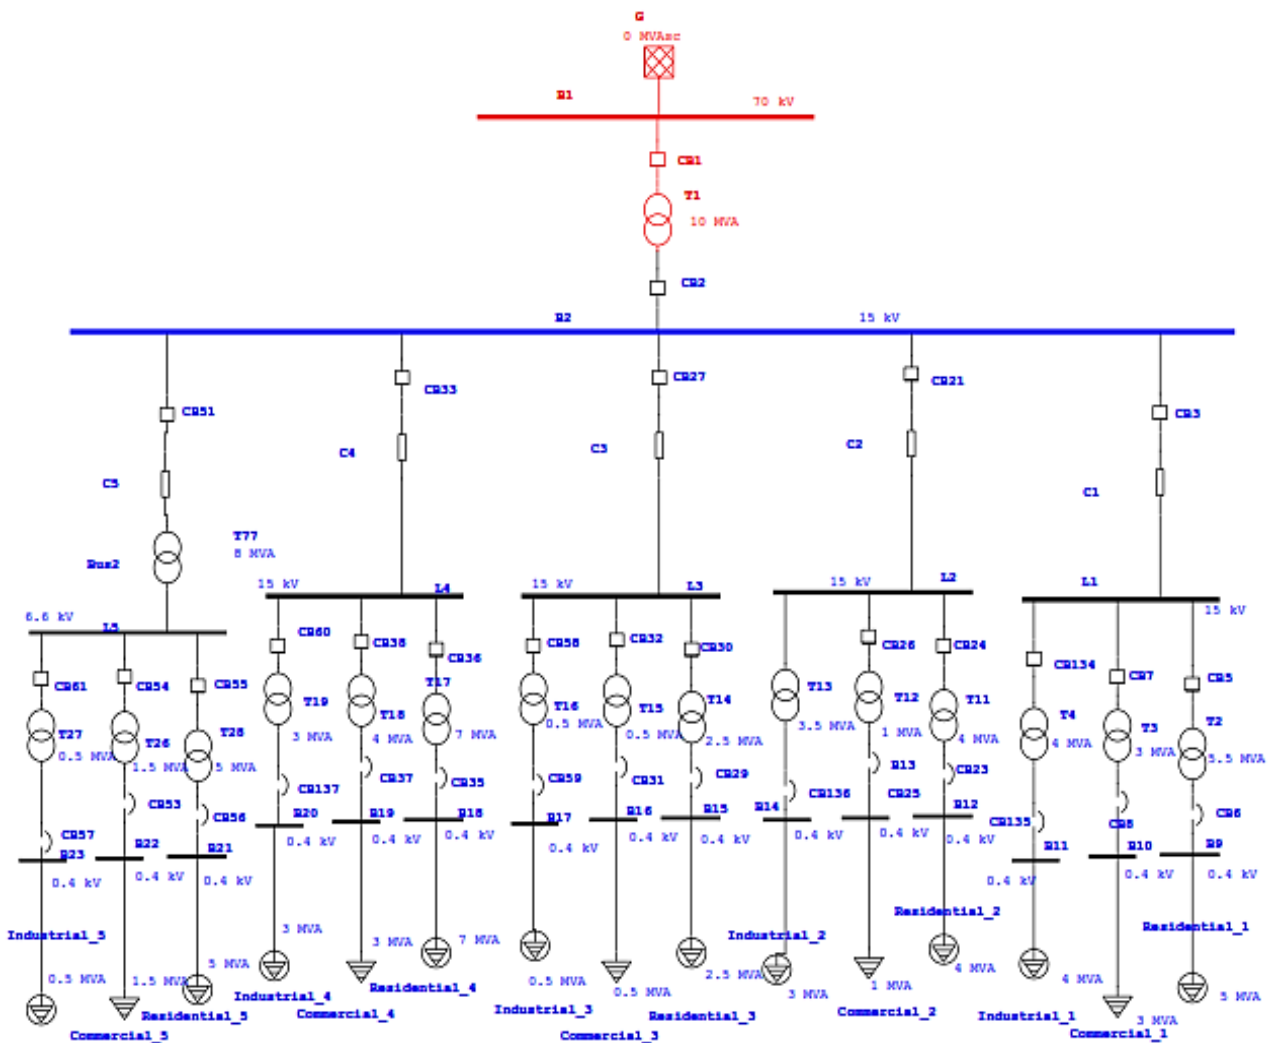 G
0 MVAsc
B1 70 kV
CB1
T1
10 MVA
CB2
B2 15 kV
CB33 CB27 CB21
CB51 CB3
C4 C3 C2
C5 C1
T77
8 MVA
Bus2
15 kV L4 15 kV L3 15 kV L2 L1
6.6 kV L5 15 kV
CB60 CB38 CB36 CB58 CB32 CB30 CB26 CB24 CB134 CB7 CB5
CB61 CB54 CB55
T19 T18 T17 T16 T15 T14 T13 T12 T11 T4 T3 T2
3 MVA 4 MVA 7 MVA 0.5 MVA 0.5 MVA 2.5 MVA 3.5 MVA 1 MVA 4 MVA 4 MVA 3 MVA 5.5 MVA
T27 T26 T28
0.5 MVA 1.5 MVA 5 MVA
CB137 CB37 CB35 CB59 CB31 CB29 CB136 B13 CB23
CB57 CB53 CB56 CB25 CB135 CB8 CB6
B20 B19 B18 B17 B16 B15 B14 B12
0.4 kV 0.4 kV 0.4 kV 0.4 kV 0.4 kV 0.4 kV 0.4 kV 0.4 kV 0.4 kV
B23 B22 B21 B11 B10 B9
0.4 kV 0.4 kV 0.4 kV 0.4 kV 0.4 kV 0.4 kV
Residential_2
Industrial_5 Industrial_2 Residential_1
3 MVA 3 MVA 7 MVA
5 MVA 4 MVA
0.5 MVA 1.5 MVA 0.5 MVA 0.5 MVA 2.5 MVA 3 MVA 1 MVA 4 MVA 5 MVA
Industrial_4 Residential_4
Residential_5 Commercial_4 Industrial_3 Residential_3 Commercial_2 Industrial_1 3 MVA
Commercial_5 Commercial_3 Commercial_1